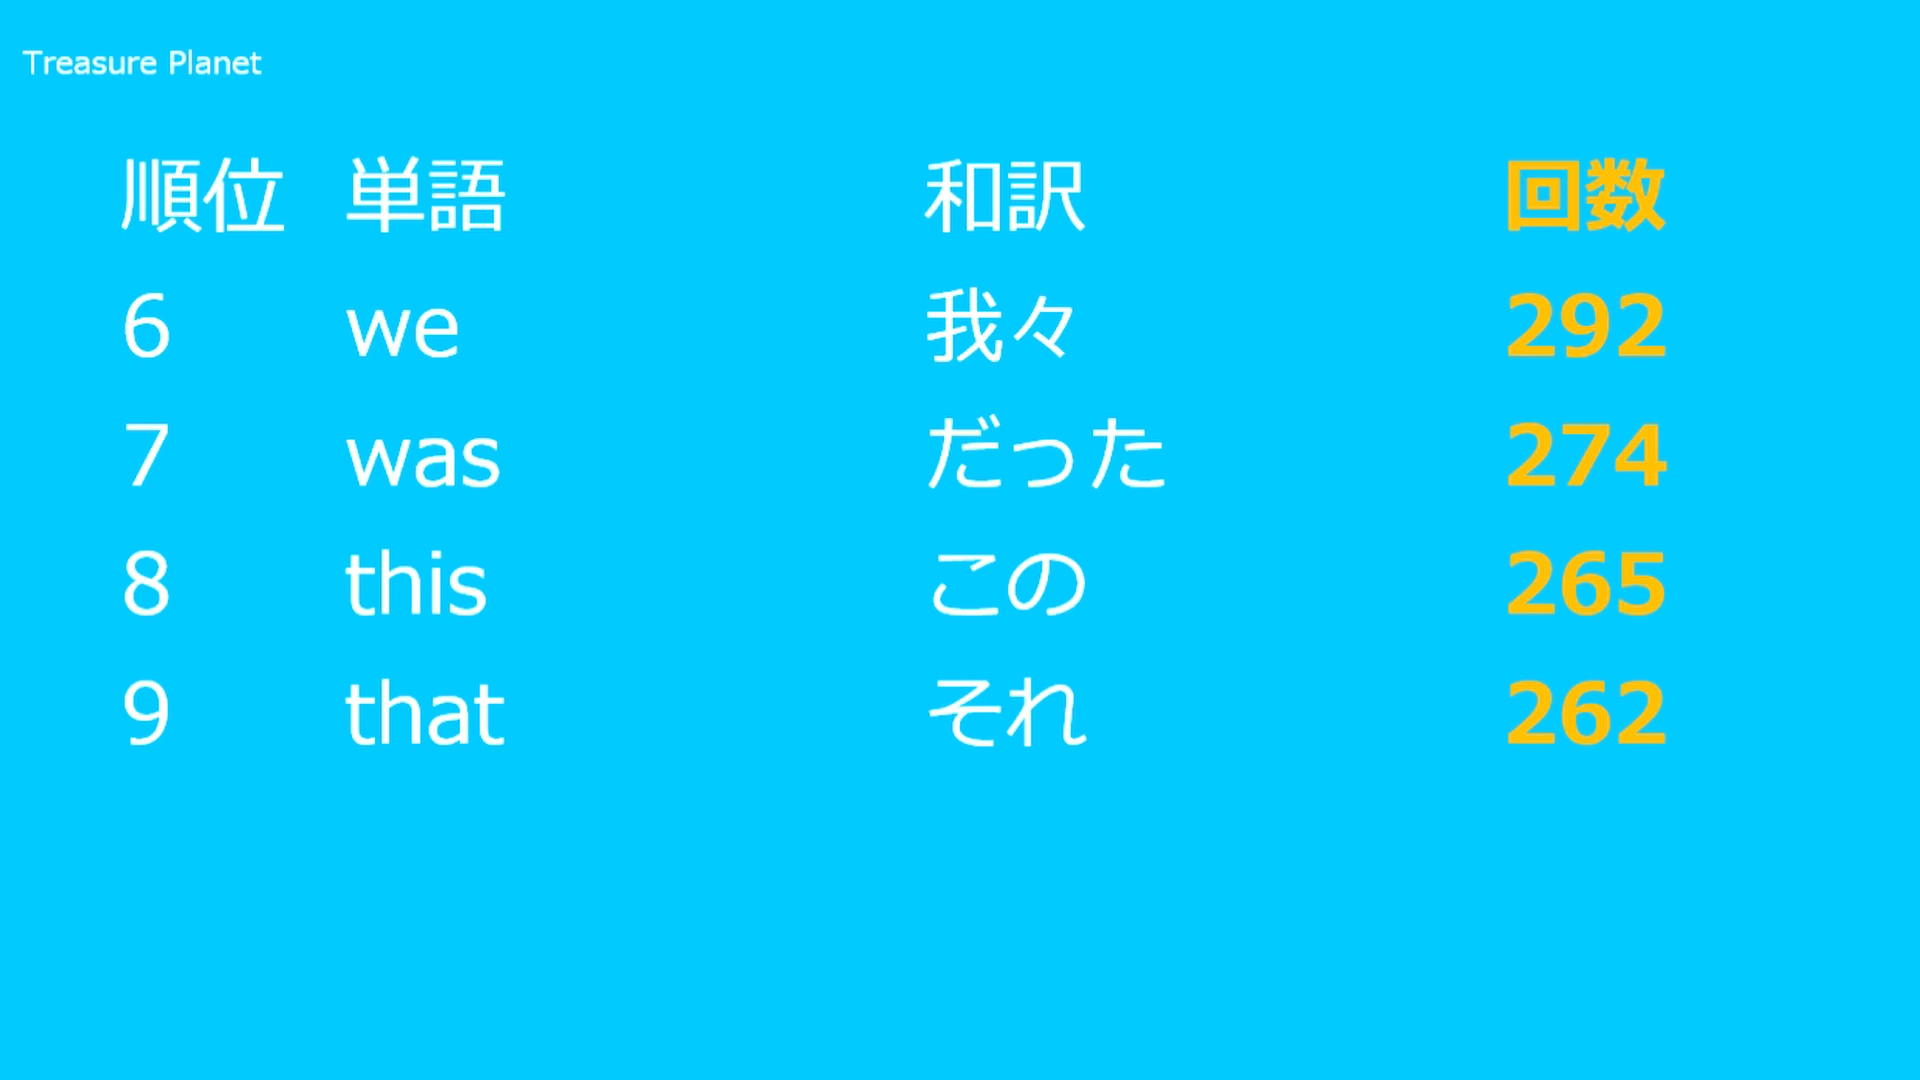 Treasure Planet
順位 単語 和訳 回数
6 we 我々 292
7 was だった 274
8 this この 265
9 that それ 262